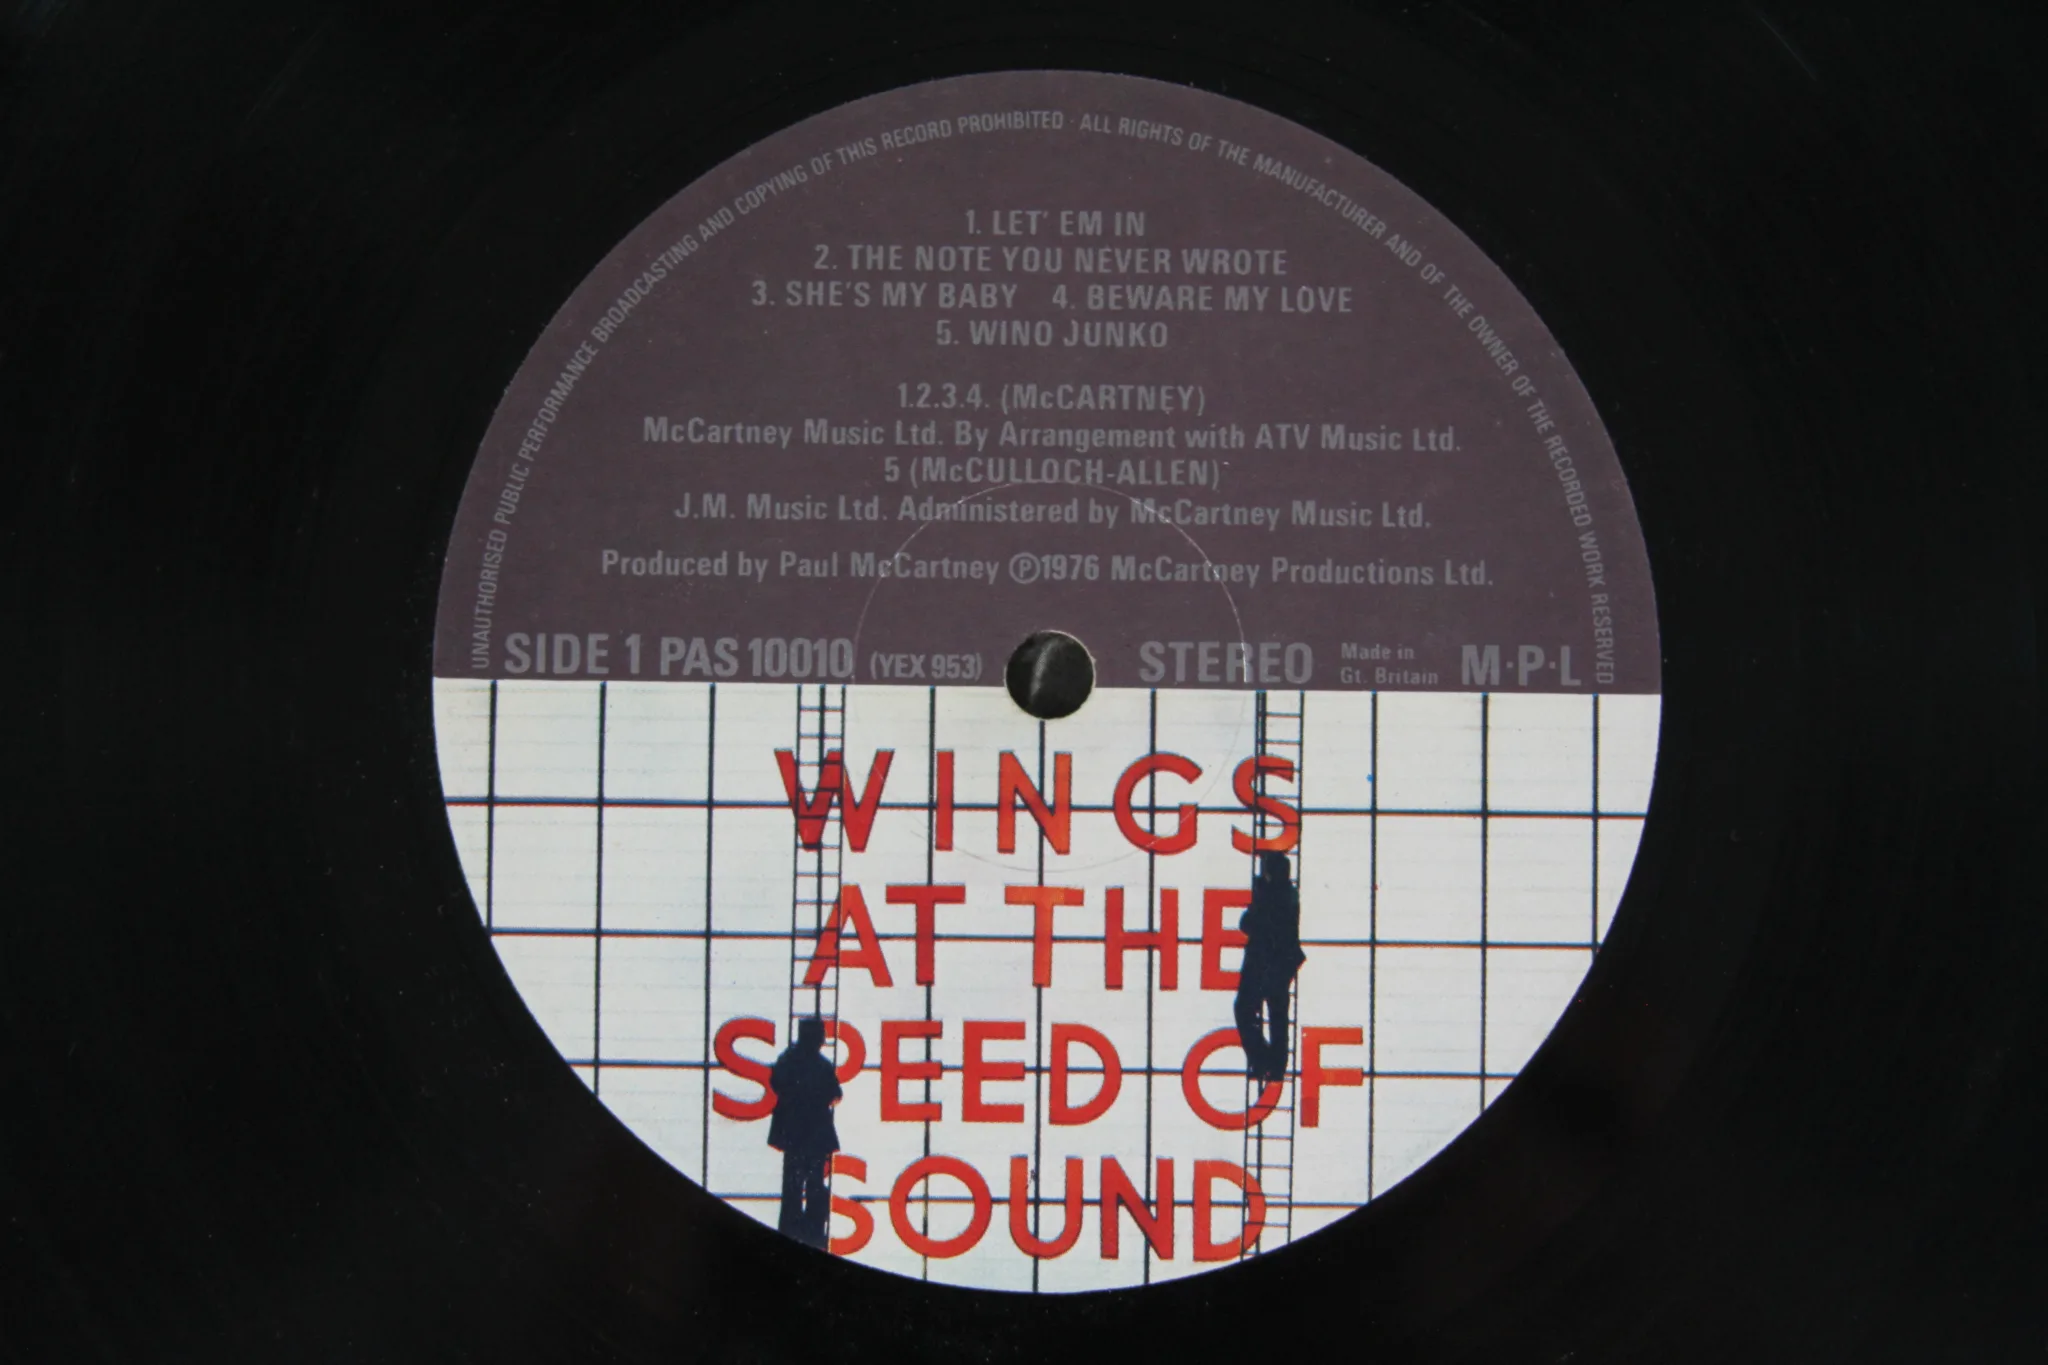 UNAUTHORISED PUBLIC PERFORMANCE BROADCASTING AND COPYING OF THIS RECORD PROHIBITED · ALL RIGHTS OF THE MANUFACTURER AND OF THE OWNER OF THE RECORDED WORK RESERVED
1. LET' EM IN
2. THE NOTE YOU NEVER WROTE
3. SHE'S MY BABY 4. BEWARE MY LOVE
5. WINO JUNKO
1.2.3.4. (McCARTNEY)
McCartney Music Ltd. By Arrangement with ATV Music Ltd.
5 (McCULLOCH-ALLEN)
J.M. Music Ltd. Administered by McCartney Music Ltd.
Produced by Paul McCartney ℗1976 McCartney Productions Ltd.
SIDE 1 PAS 10010 (YEX 953) STEREO Made in Gt. Britain M·P·L
WINGS
AT THE
SPEED OF
SOUND